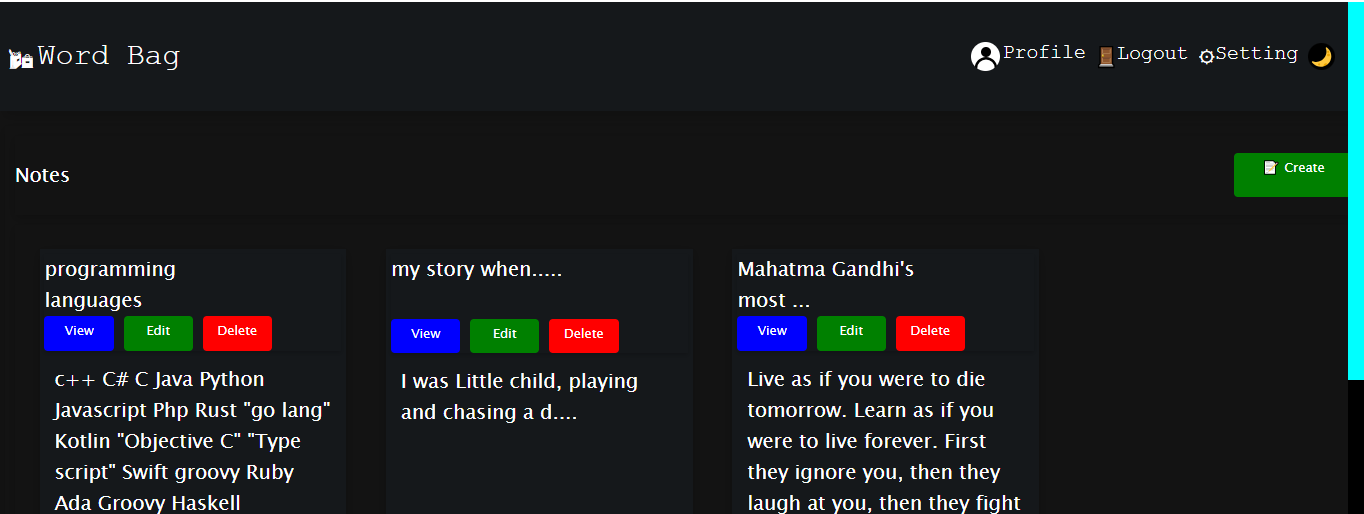 Word Bag
Profile Logout Setting
Notes
Create
programming
languages
View Edit Delete
c++ C# C Java Python
Javascript Php Rust "go lang"
Kotlin "Objective C" "Type
script" Swift groovy Ruby
Ada Groovy Haskell
my story when.....
View Edit Delete
I was Little child, playing
and chasing a d....
Mahatma Gandhi's
most ...
View Edit Delete
Live as if you were to die
tomorrow. Learn as if you
were to live forever. First
they ignore you, then they
laugh at you, then they fight